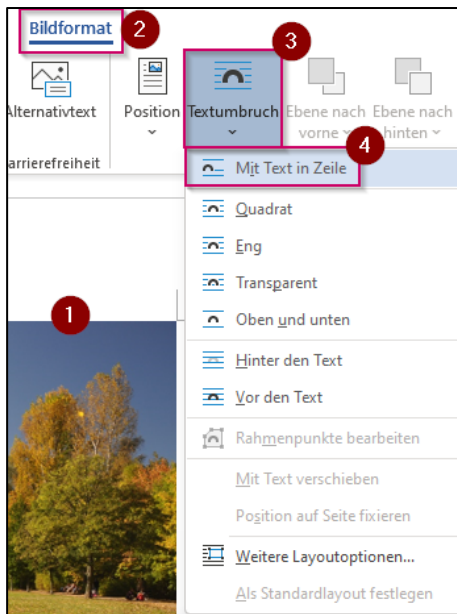 Bildformat 2
3
Alternativtext Position Textumbruch Ebene nach vorne Ebene nach hinten
arrierefreiheit
4
Mit Text in Zeile
Quadrat
Eng
Transparent
1
Oben und unten
Hinter den Text
Vor den Text
Rahmenpunkte bearbeiten
Mit Text verschieben
Position auf Seite fixieren
Weitere Layoutoptionen...
Als Standardlayout festlegen